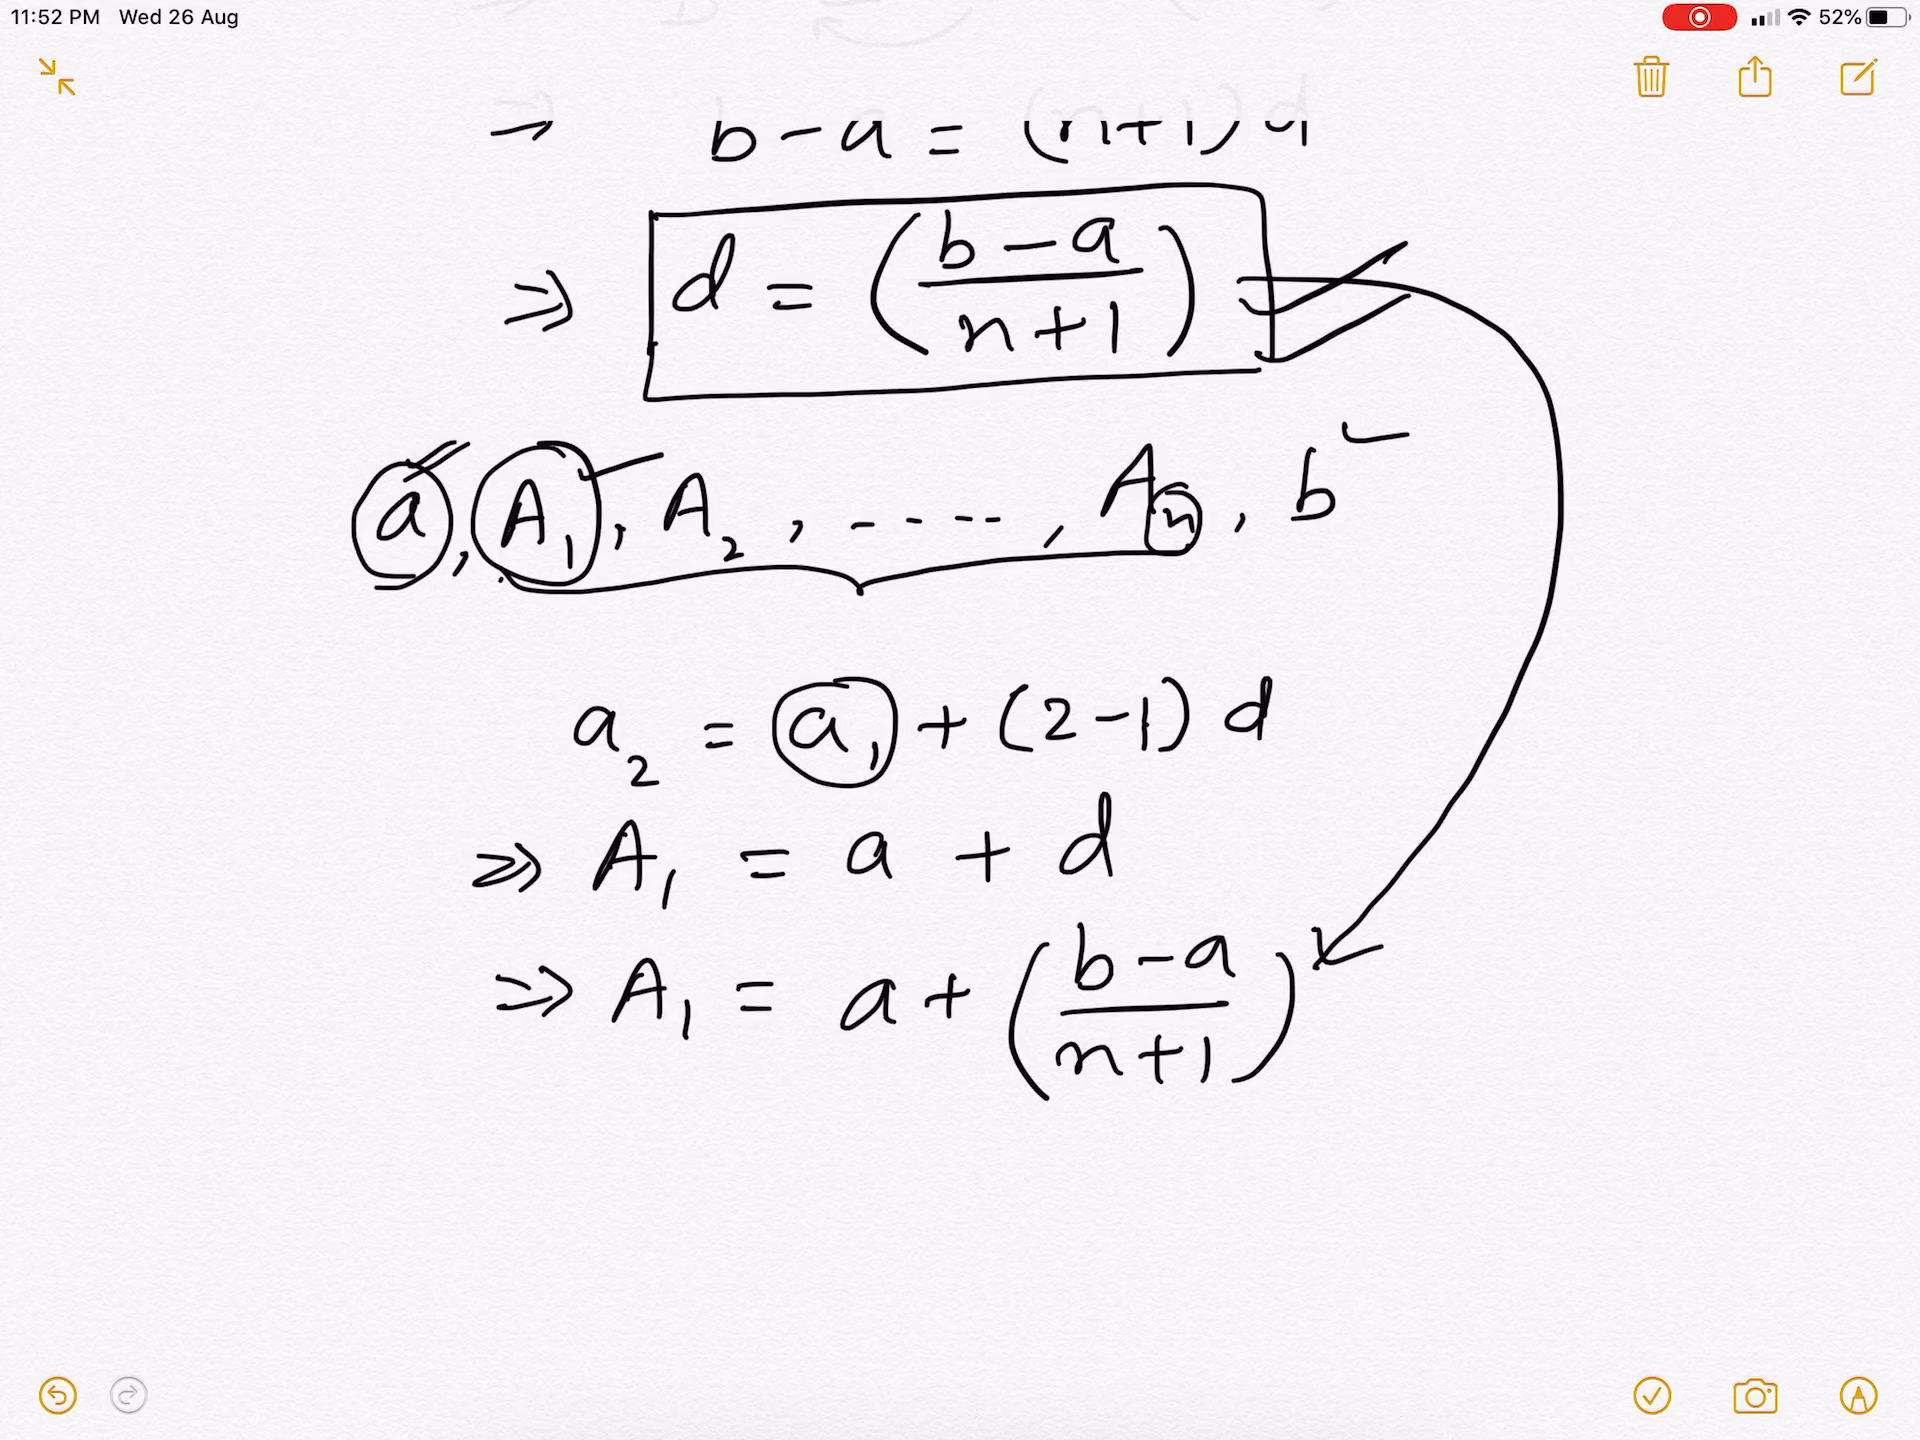 11:52 PM Wed 26 Aug 52%
⇒ b - a = (n+1) d
⇒ d = (b-a/n+1)
a, A₁, A₂, -----, Aₙ, b
a₂ = a₁ + (2-1) d
⇒ A₁ = a + d
⇒ A₁ = a + (b-a/n+1)